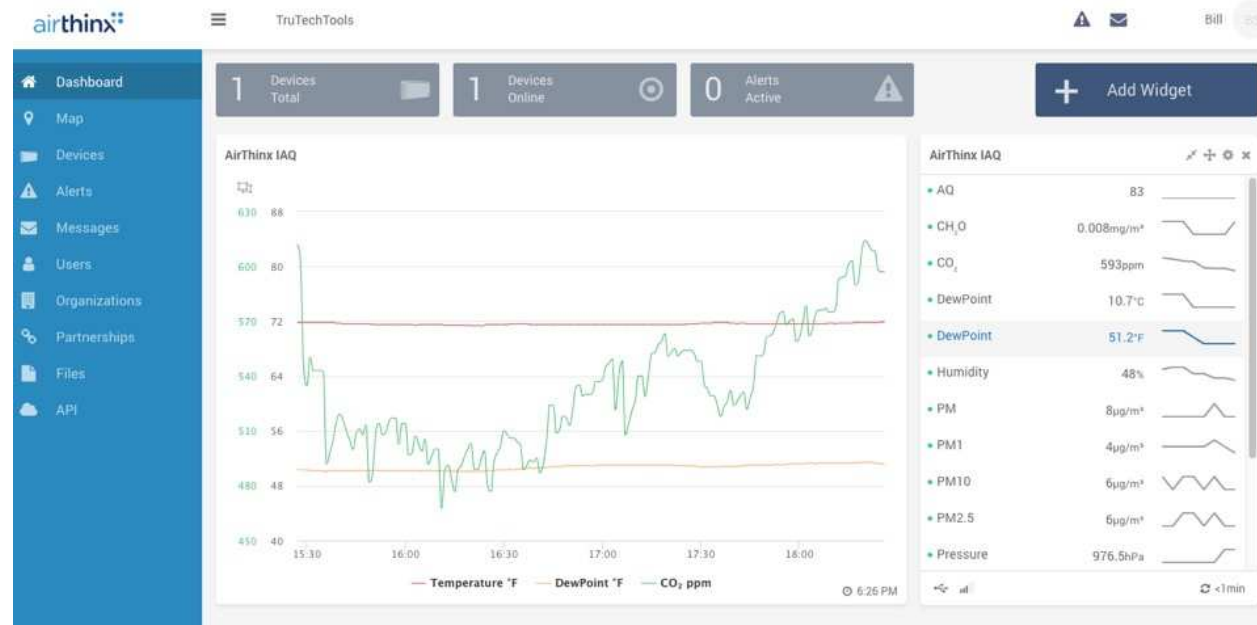 airthinx
TruTechTools
Bill
Dashboard
Map
Devices
Alerts
Messages
Users
Organizations
Partnerships
Files
API
1 Devices Total
1 Devices Online
0 Alerts Active
+ Add Widget
AirThinx IAQ
630 88
600 80
570 72
540 64
510 56
480 48
450 40
15:30 16:00 16:30 17:00 17:30 18:00
Temperature °F DewPoint °F CO₂ ppm
6:26 PM
AirThinx IAQ
AQ 83
CH₂O 0.008mg/m³
CO₂ 593ppm
DewPoint 10.7°C
DewPoint 51.2°F
Humidity 48%
PM 8µg/m³
PM1 4µg/m³
PM10 6µg/m³
PM2.5 6µg/m³
Pressure 976.5hPa
<1min